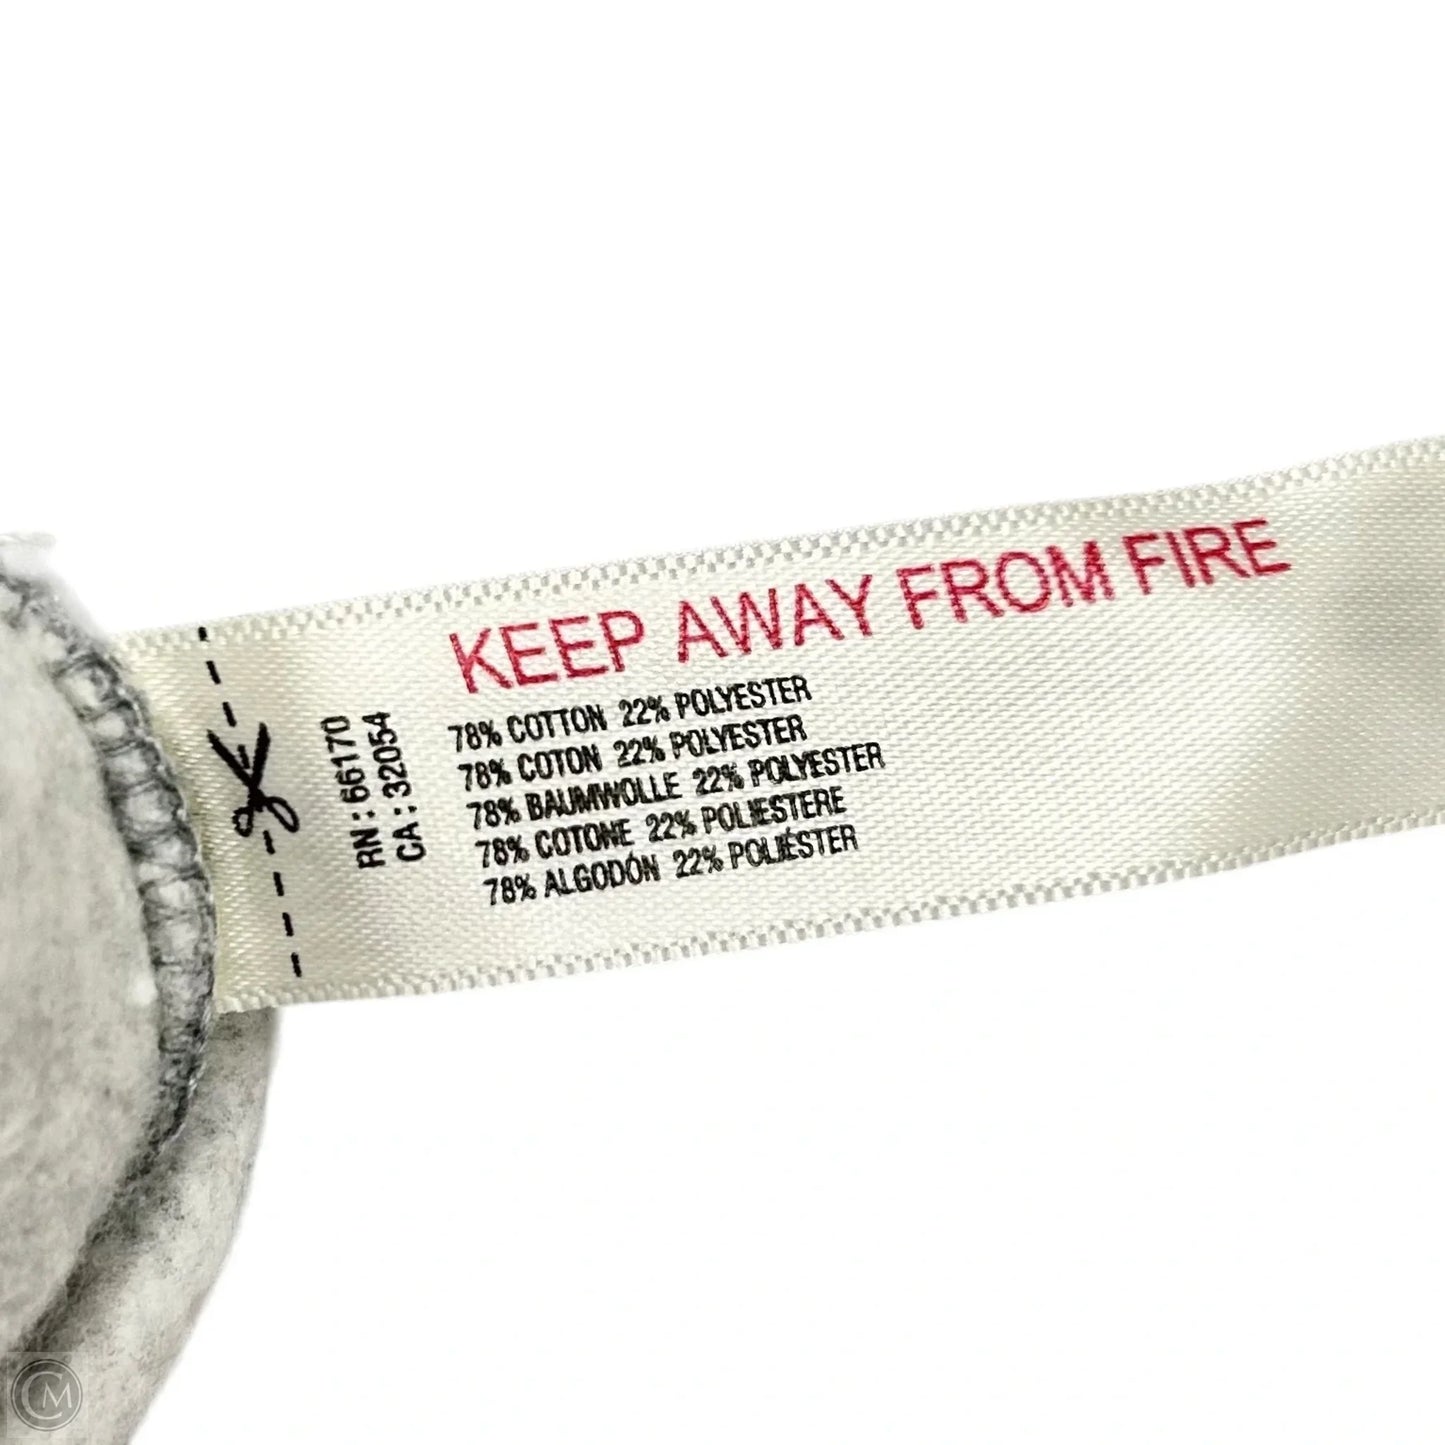 KEEP AWAY FROM FIRE
RN:66170
CA:32054
78% COTTON 22% POLYESTER
78% COTON 22% POLYESTER
78% BAUMWOLLE 22% POLYESTER
78% COTONE 22% POLIESTERE
78% ALGODÓN 22% POLIÉSTER
CM